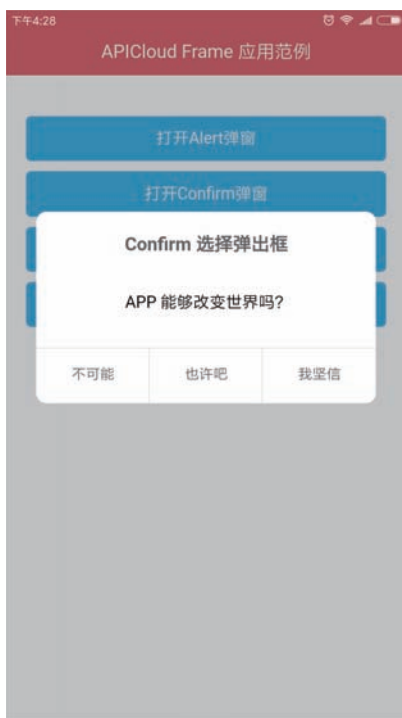 下午4:28
APICloud Frame 应用范例
打开Alert弹窗
打开Confirm弹窗
Confirm 选择弹出框
APP 能够改变世界吗?
不可能 也许吧 我坚信